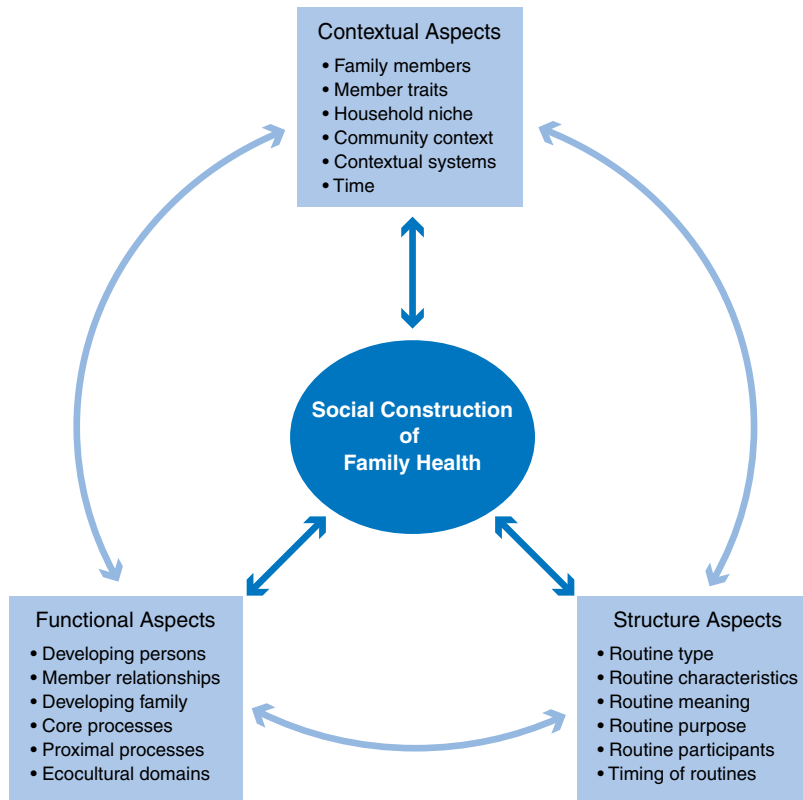 Contextual Aspects
• Family members
• Member traits
• Household niche
• Community context
• Contextual systems
• Time
Social Construction
of
Family Health
Functional Aspects
• Developing persons
• Member relationships
• Developing family
• Core processes
• Proximal processes
• Ecocultural domains
Structure Aspects
• Routine type
• Routine characteristics
• Routine meaning
• Routine purpose
• Routine participants
• Timing of routines